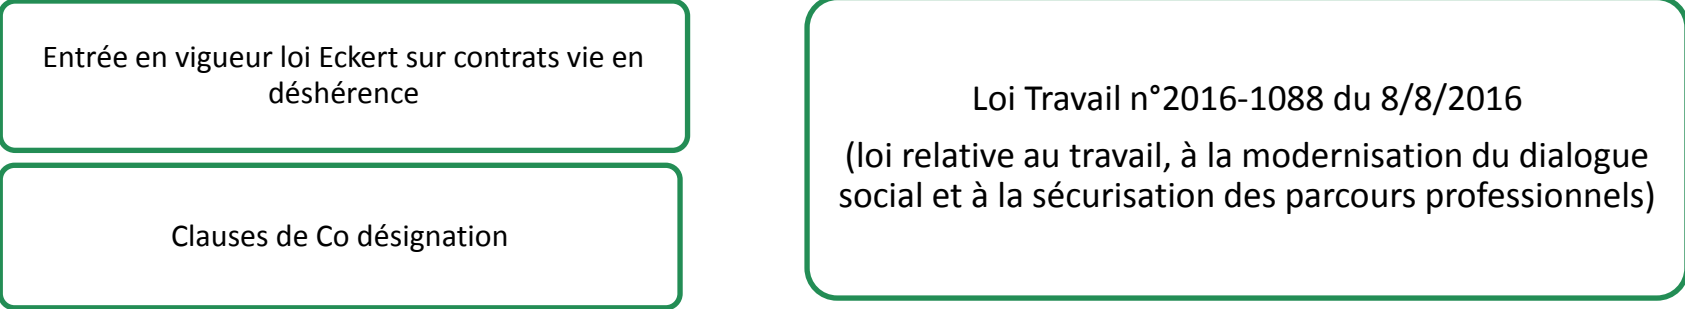 Entrée en vigueur loi Eckert sur contrats vie en
déshérence
Clauses de Co désignation
Loi Travail n°2016-1088 du 8/8/2016
(loi relative au travail, à la modernisation du dialogue
social et à la sécurisation des parcours professionnels)